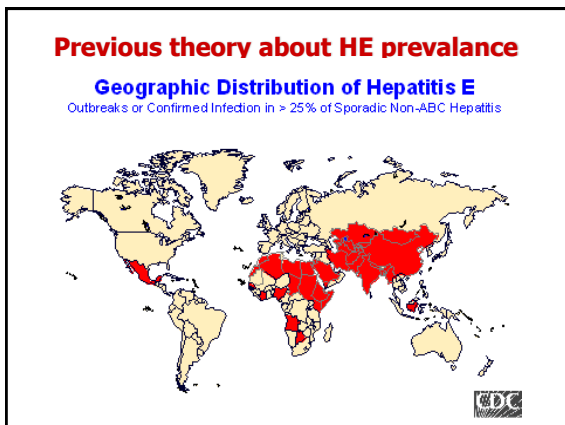 Previous theory about HE prevalance
Geographic Distribution of Hepatitis E
Outbreaks or Confirmed Infection in > 25% of Sporadic Non-ABC Hepatitis
CDC